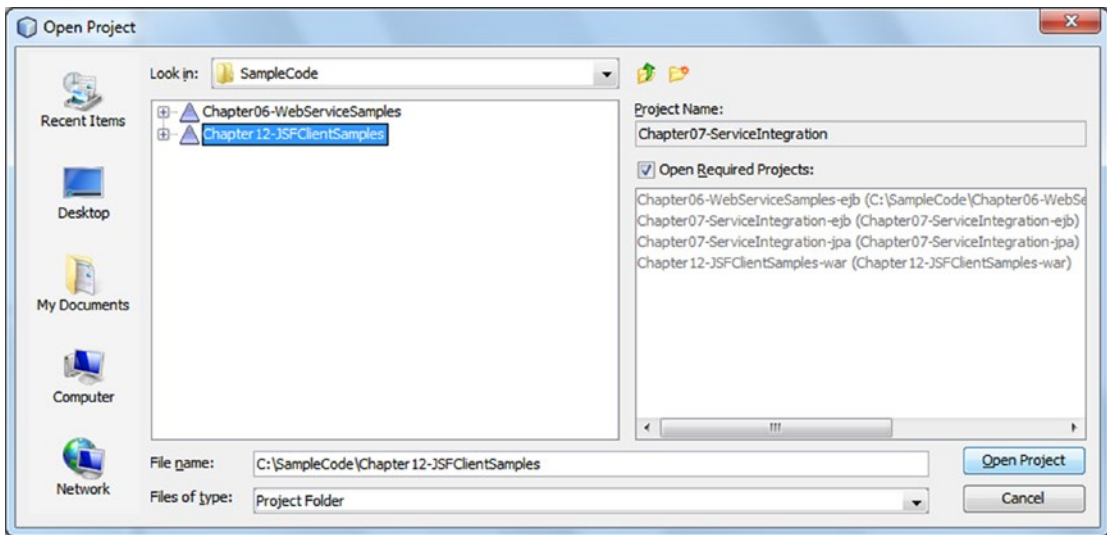 Open Project
Look in: SampleCode
Recent Items
Desktop
My Documents
Computer
Network
Chapter06-WebServiceSamples
Chapter12-JSFClientSamples
Project Name:
Chapter07-ServiceIntegration
Open Required Projects:
Chapter06-WebServiceSamples-ejb (C:\SampleCode\Chapter06-WebSe
Chapter07-ServiceIntegration-ejb (Chapter07-ServiceIntegration-ejb)
Chapter07-ServiceIntegration-jpa (Chapter07-ServiceIntegration-jpa)
Chapter12-JSFClientSamples-war (Chapter12-JSFClientSamples-war)
File name: C:\SampleCode\Chapter12-JSFClientSamples
Open Project
Files of type: Project Folder
Cancel